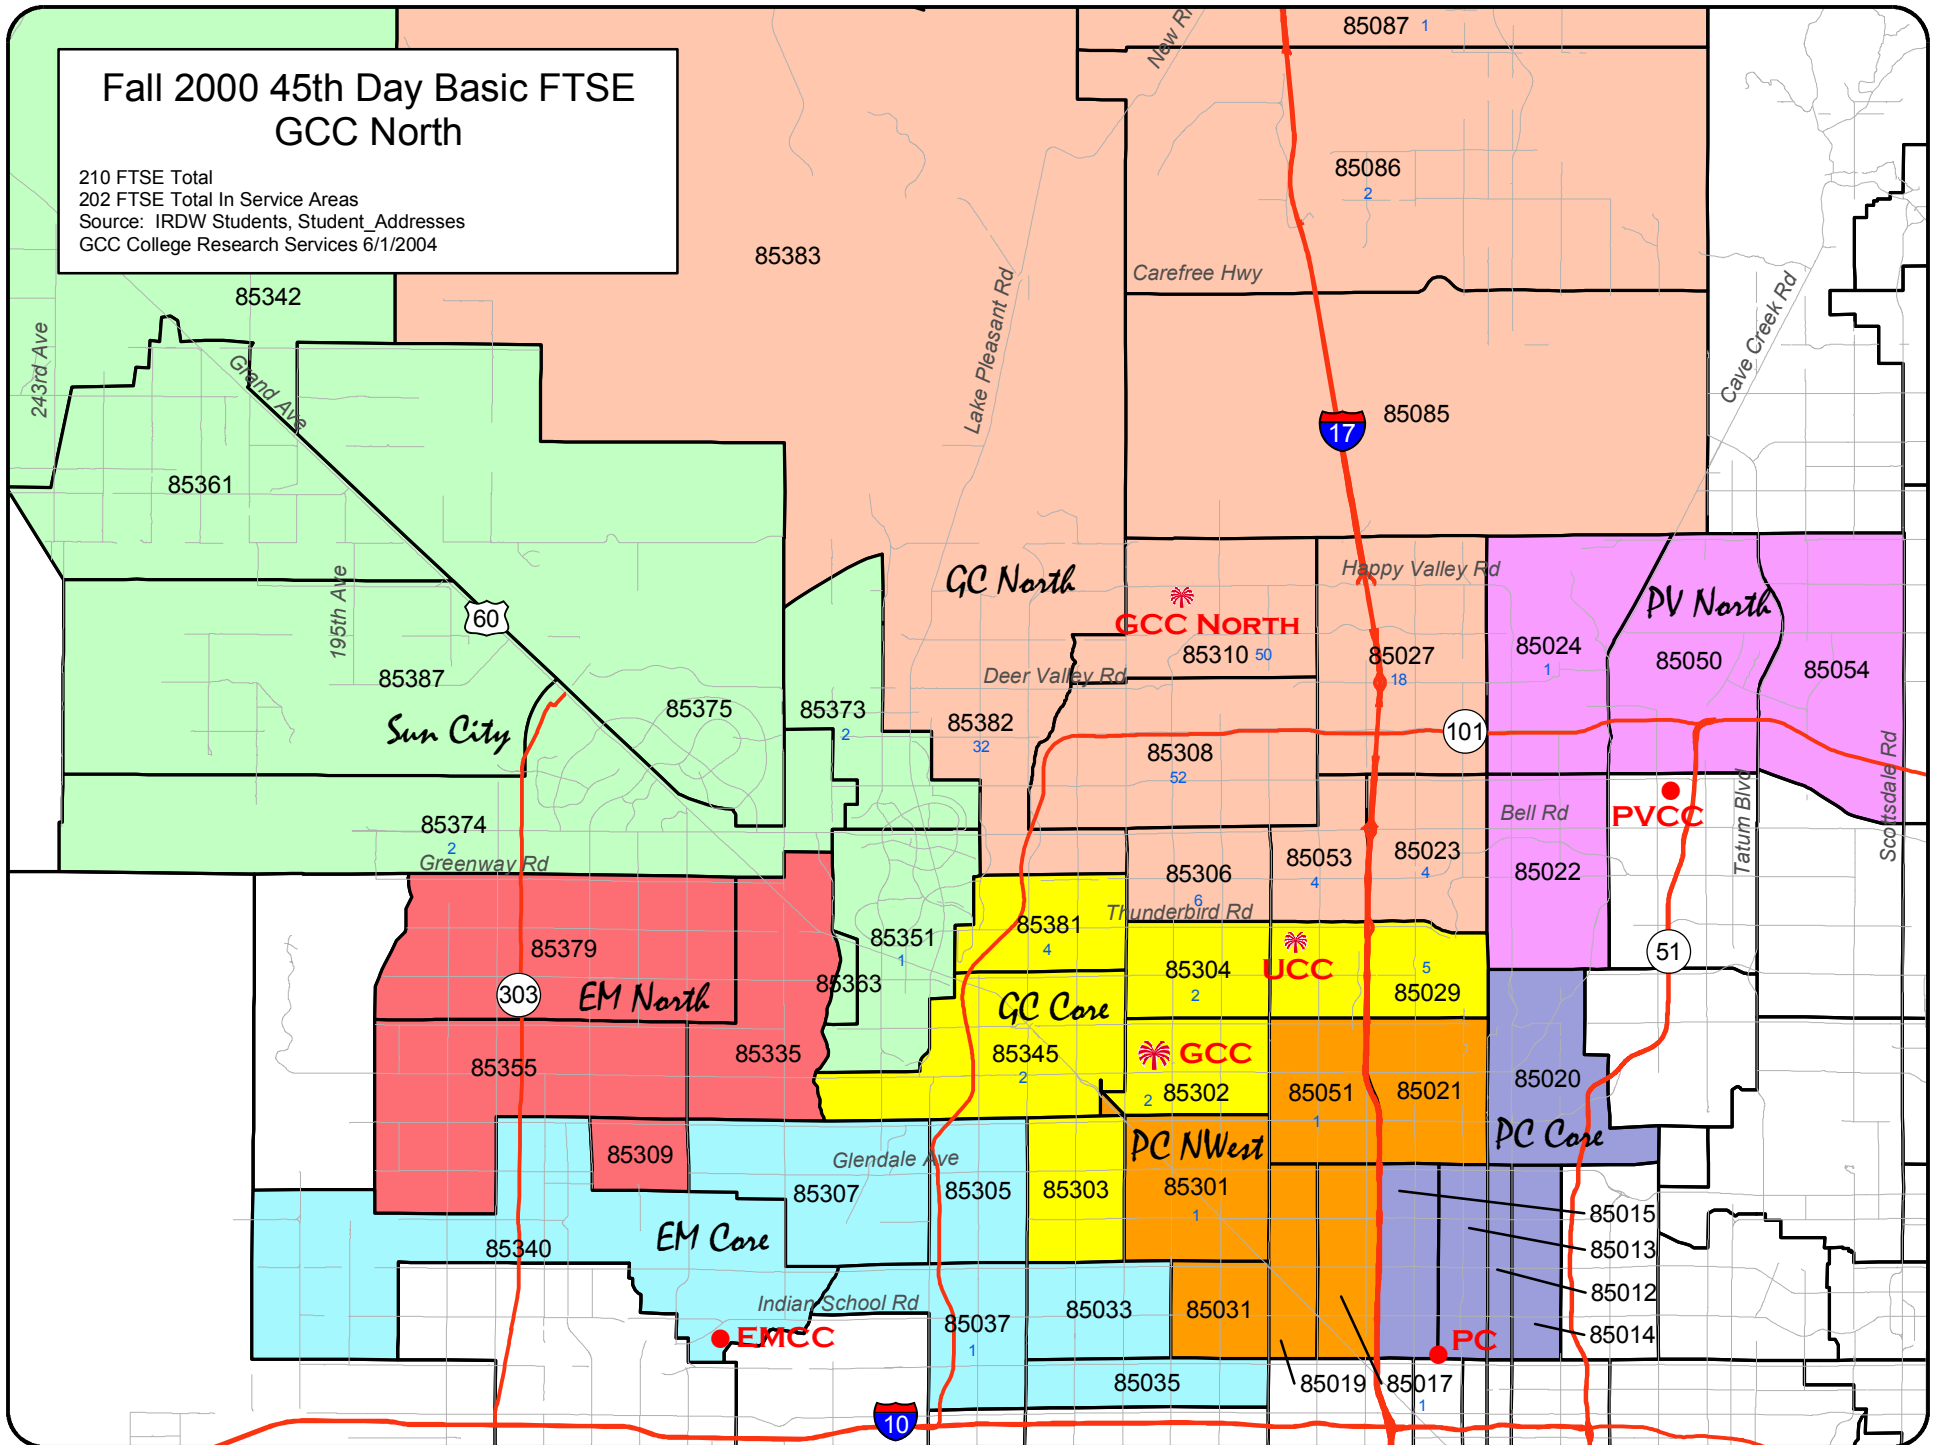 Fall 2000 45th Day Basic FTSE
GCC North
210 FTSE Total
202 FTSE Total In Service Areas
Source:  IRDW Students, Student_Addresses
GCC College Research Services 6/1/2004
85087 1
85086
2
85383
Carefree Hwy
85342
243rd Ave
Grand Ave
Lake Pleasant Rd
Cave Creek Rd
85085
17
85361
195th Ave
60
GC North
Happy Valley Rd
GCC North
85310 50
85027
18
PV North
85024
1
85050
85054
Deer Valley Rd
85387
Sun City
85375
85373
2
85382
32
85308
52
101
Scottsdale Rd
Tatum Blvd
Bell Rd
PVCC
85374
2
Greenway Rd
85306
6
85053
4
85023
4
85022
Thunderbird Rd
85381
4
85351
1
85379
85363
303
EM North
GC Core
85304
2
UCC
5
85029
51
85355
85335
85345
2
GCC
2 85302
85051
1
85021
85020
PC Core
PC NWest
85309
Glendale Ave
85307
85305
85303
85301
1
85015
85013
85012
85014
EM Core
85340
Indian School Rd
EMCC
85037
1
85033
85031
PC
85035
85019
85017
1
10